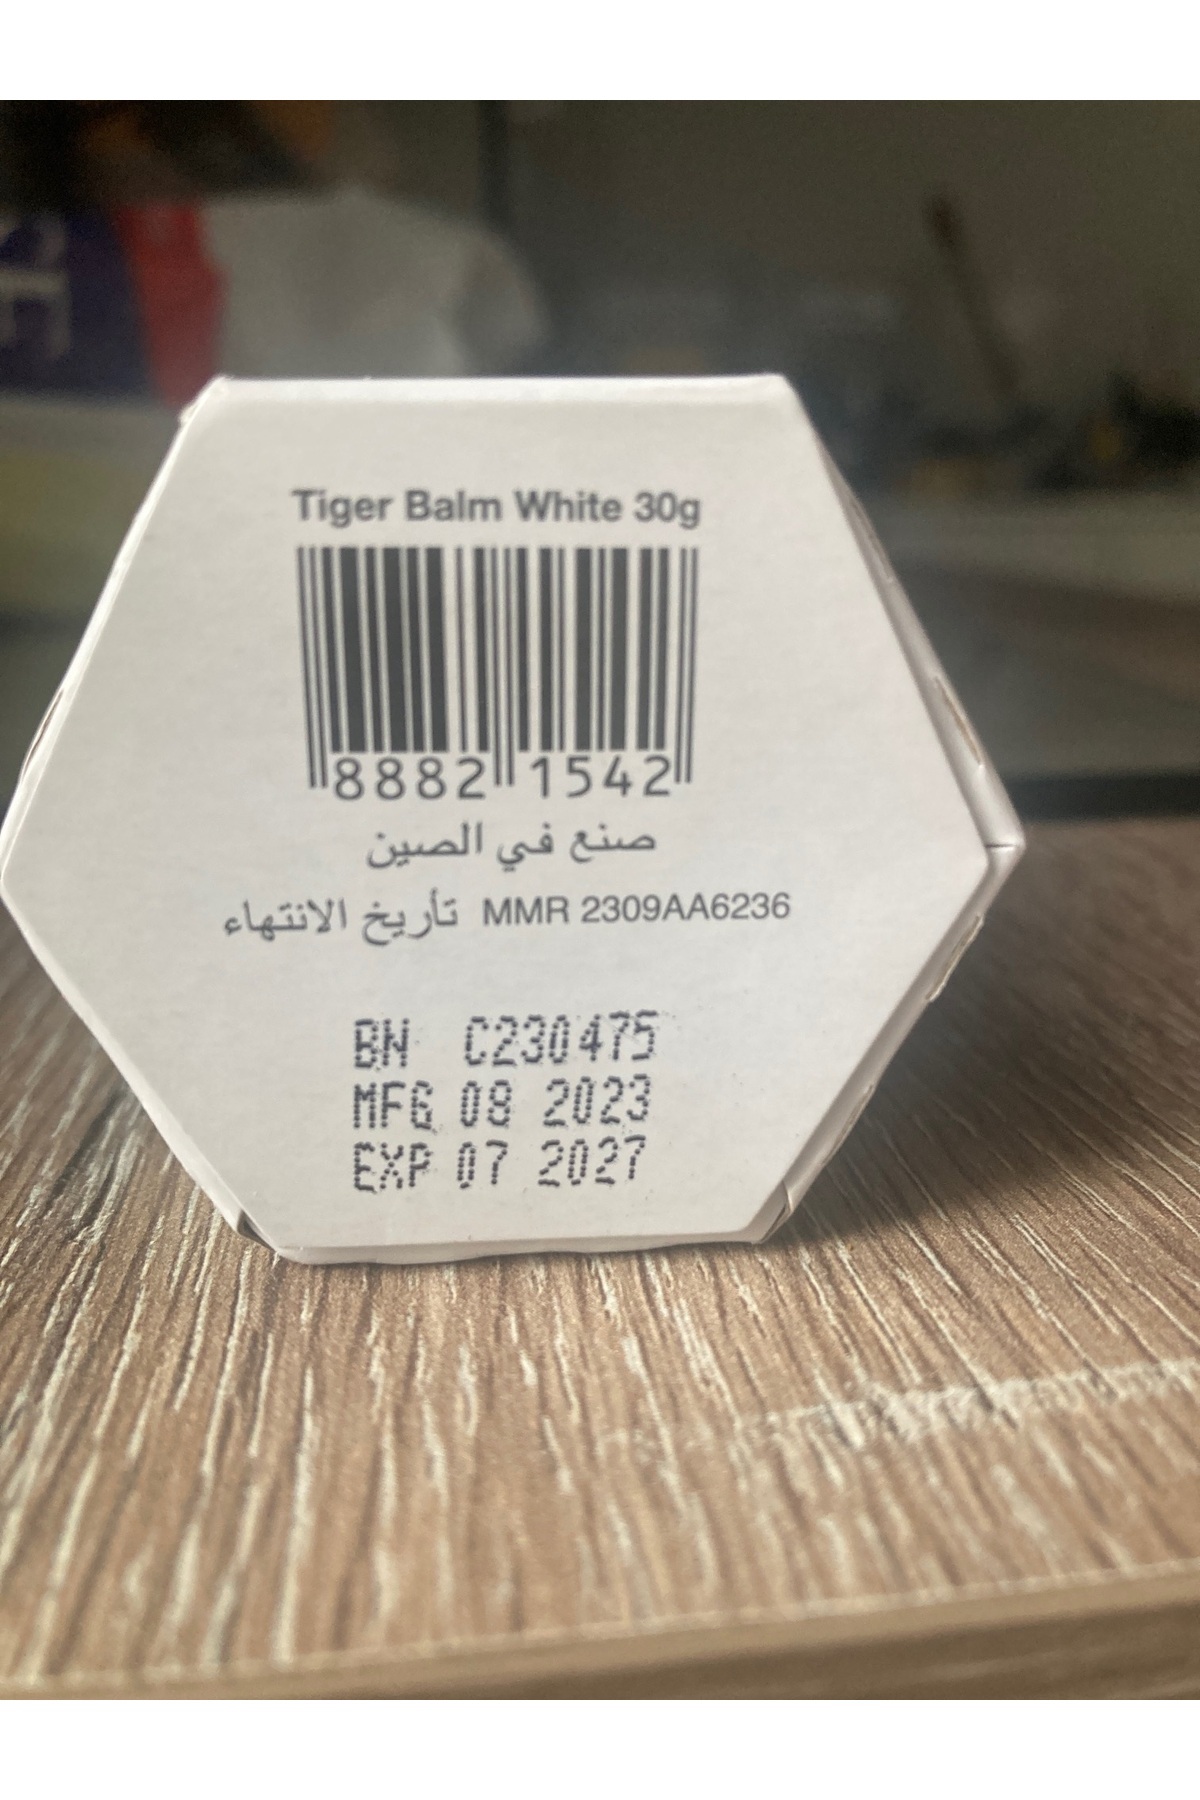 Tiger Balm White 30g
8882 1542
صنع في الصين
تأريخ الانتهاء MMR 2309AA6236
BN C230475
MFG 08 2023
EXP 07 2027